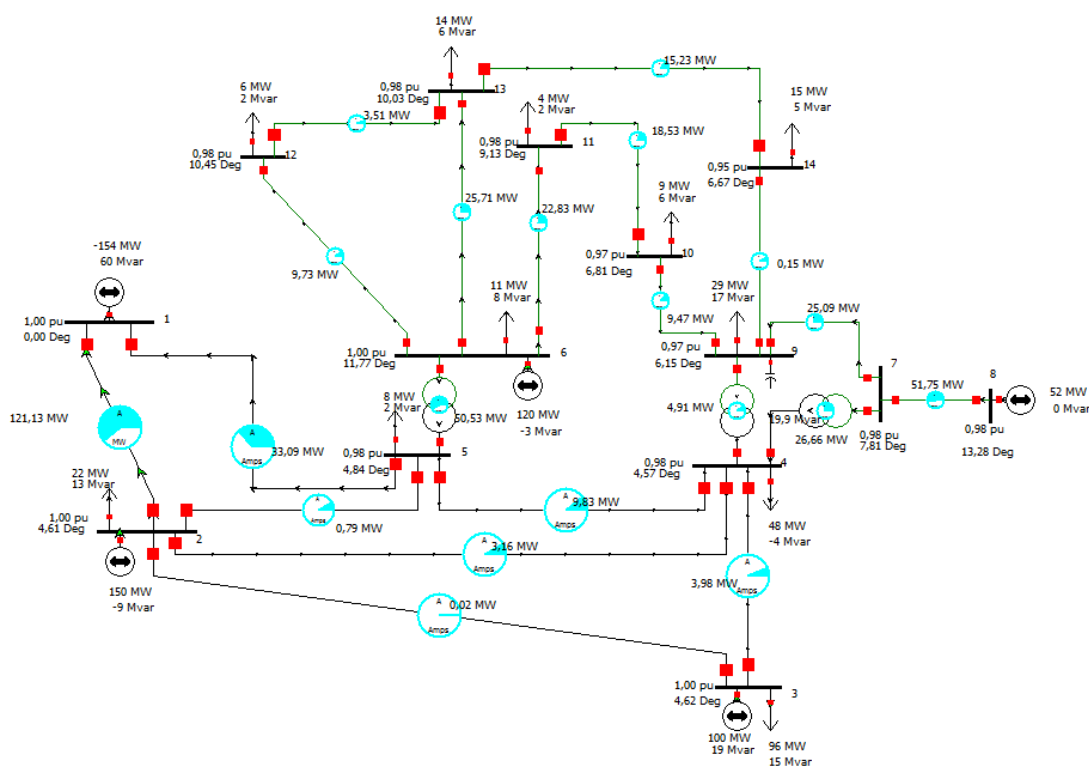 14 MW
6 Mvar
0,98 pu
10,03 Deg
13
15,23 MW
6 MW
2 Mvar
0,98 pu
10,45 Deg
12
3,51 MW
4 MW
2 Mvar
0,98 pu
9,13 Deg
11
18,53 MW
15 MW
5 Mvar
0,95 pu
6,67 Deg
14
25,71 MW
22,83 MW
9 MW
6 Mvar
0,97 pu
6,81 Deg
10
9,73 MW
0,15 MW
-154 MW
60 Mvar
1,00 pu
0,00 Deg
1
11 MW
8 Mvar
1,00 pu
11,77 Deg
6
9,47 MW
29 MW
17 Mvar
0,97 pu
6,15 Deg
9
25,09 MW
7
8
51,75 MW
52 MW
0 Mvar
0,98 pu
13,28 Deg
0,98 pu
7,81 Deg
120 MW
-3 Mvar
50,53 MW
4,91 MW
19,9 Mvar
26,66 MW
121,13 MW
A
MW
A
Amps
33,09 MW
8 MW
2 Mvar
0,98 pu
4,84 Deg
5
0,98 pu
4,57 Deg
4
22 MW
13 Mvar
1,00 pu
4,61 Deg
2
A
Amps
0,79 MW
A
Amps
9,83 MW
48 MW
-4 Mvar
A
Amps
3,16 MW
A
Amps
3,98 MW
150 MW
-9 Mvar
A
Amps
0,02 MW
1,00 pu
4,62 Deg
3
100 MW
19 Mvar
96 MW
15 Mvar